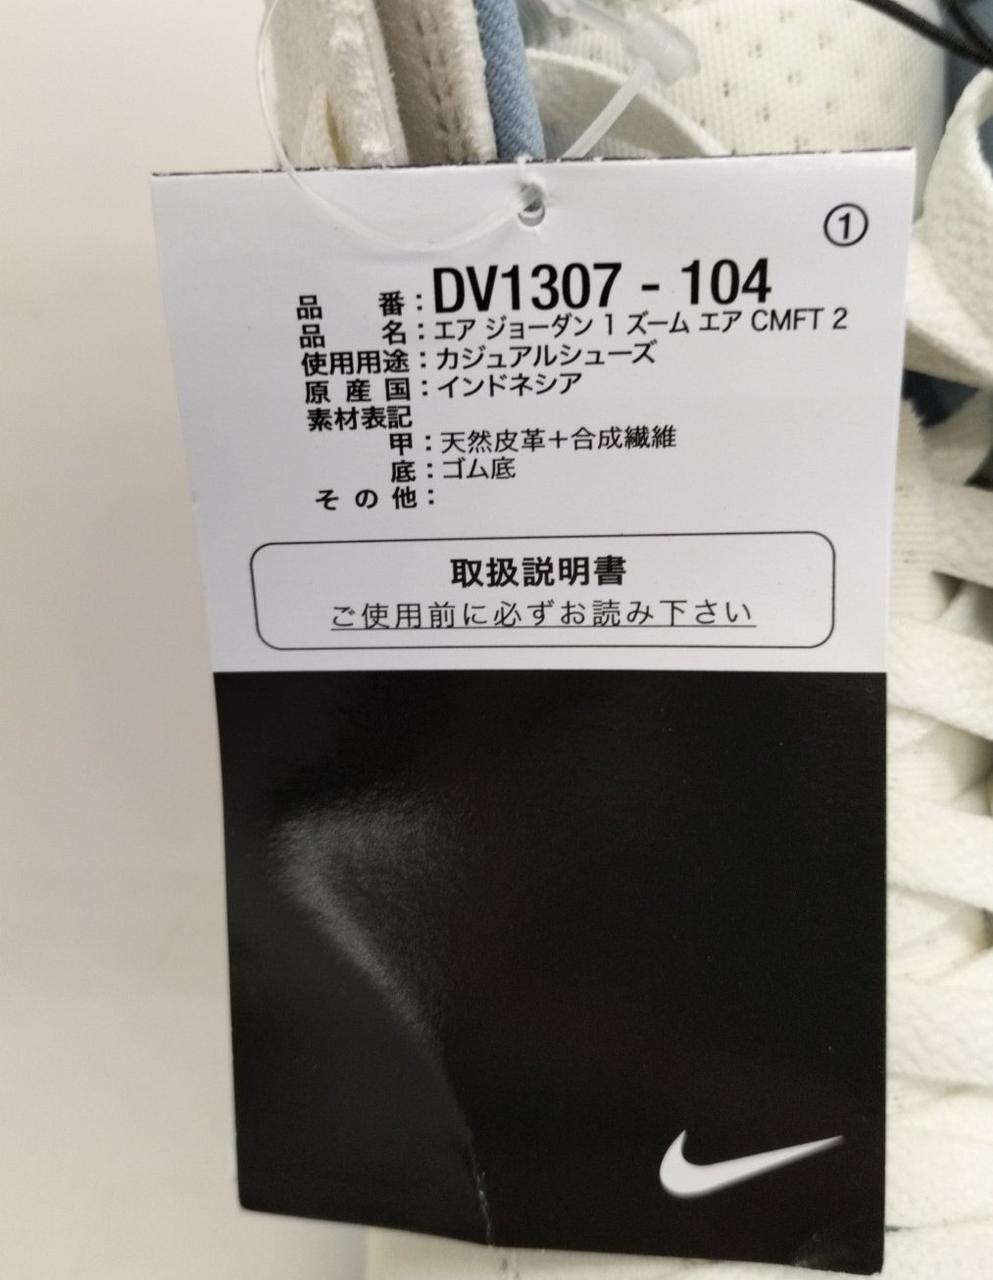 ①
品 番：DV1307 - 104
品 名：エア ジョーダン 1 ズーム エア CMFT 2
使用用途：カジュアルシューズ
原 産 国：インドネシア
素材表記
甲：天然皮革＋合成繊維
底：ゴム底
そ の 他：
取扱説明書
ご使用前に必ずお読み下さい